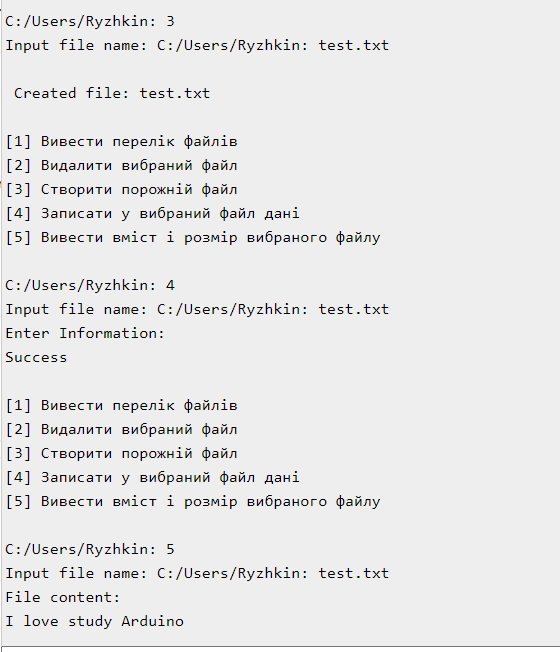 C:/Users/Ryzhkin: 3
Input file name: C:/Users/Ryzhkin: test.txt
Created file: test.txt
[1] Вивести перелік файлів
[2] Видалити вибраний файл
[3] Створити порожній файл
[4] Записати у вибраний файл дані
[5] Вивести вміст і розмір вибраного файлу
C:/Users/Ryzhkin: 4
Input file name: C:/Users/Ryzhkin: test.txt
Enter Information:
Success
[1] Вивести перелік файлів
[2] Видалити вибраний файл
[3] Створити порожній файл
[4] Записати у вибраний файл дані
[5] Вивести вміст і розмір вибраного файлу
C:/Users/Ryzhkin: 5
Input file name: C:/Users/Ryzhkin: test.txt
File content:
I love study Arduino